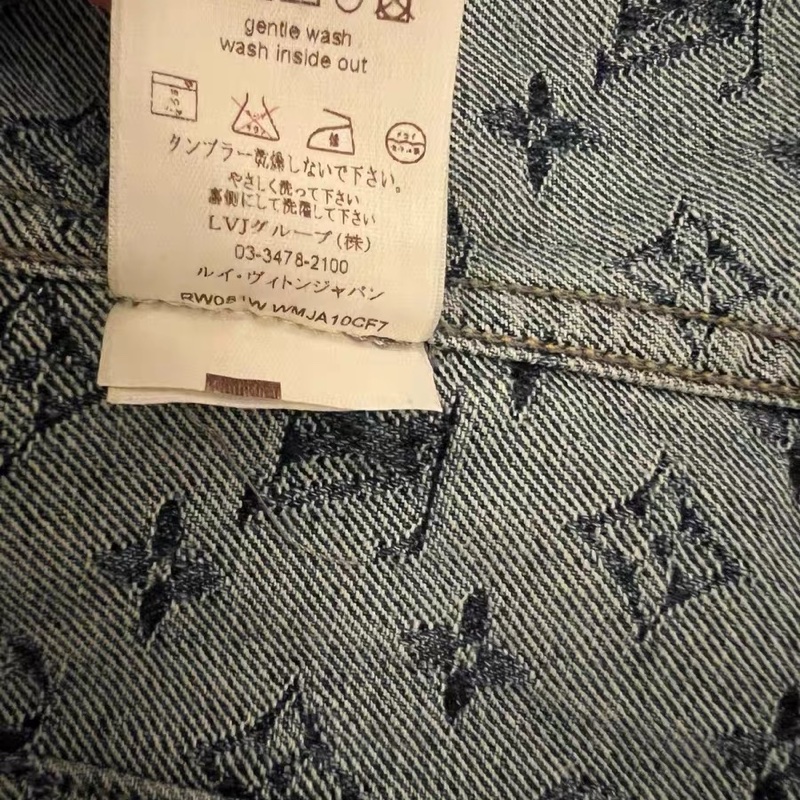 gentle wash
wash inside out
タンブラー乾燥しないで下さい。
やさしく洗って下さい
裏側にして洗濯して下さい
LVJグループ(株)
03-3478-2100
ルイ・ヴィトンジャパン
RW081W WMJA10CF7